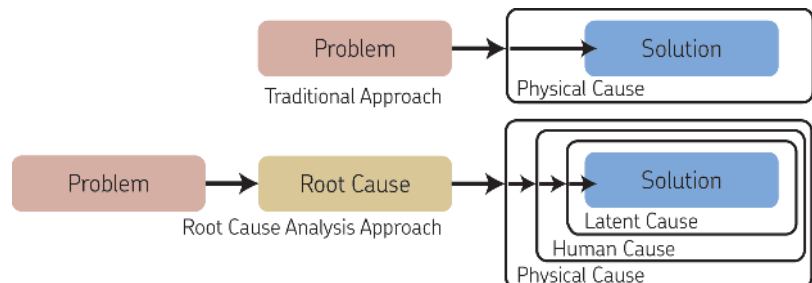 Problem
Solution
Traditional Approach
Physical Cause
Problem
Root Cause
Solution
Root Cause Analysis Approach
Latent Cause
Human Cause
Physical Cause